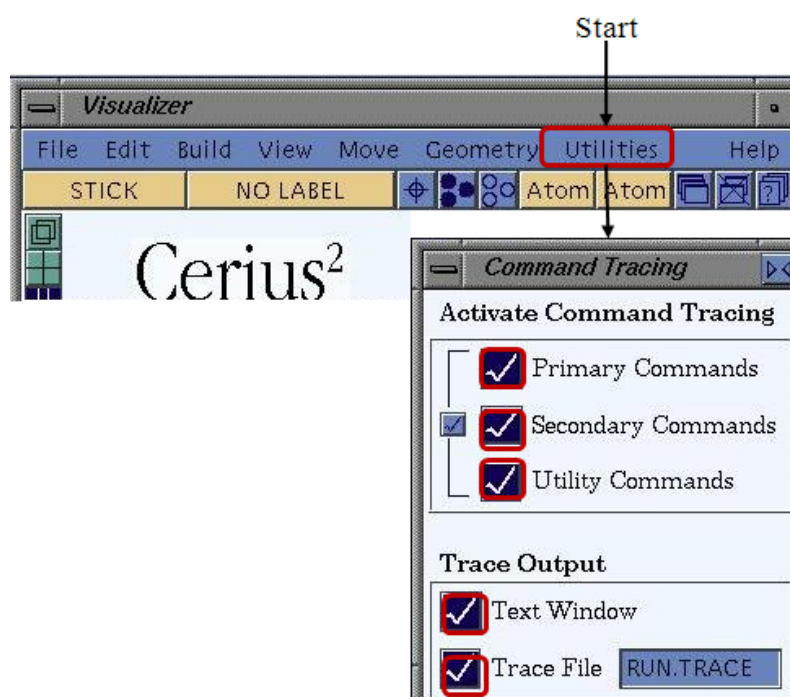 Start
Visualizer
File Edit Build View Move Geometry Utilities Help
STICK NO LABEL Atom Atom ?
Cerius²
Command Tracing
Activate Command Tracing
Primary Commands
Secondary Commands
Utility Commands
Trace Output
Text Window
Trace File RUN.TRACE